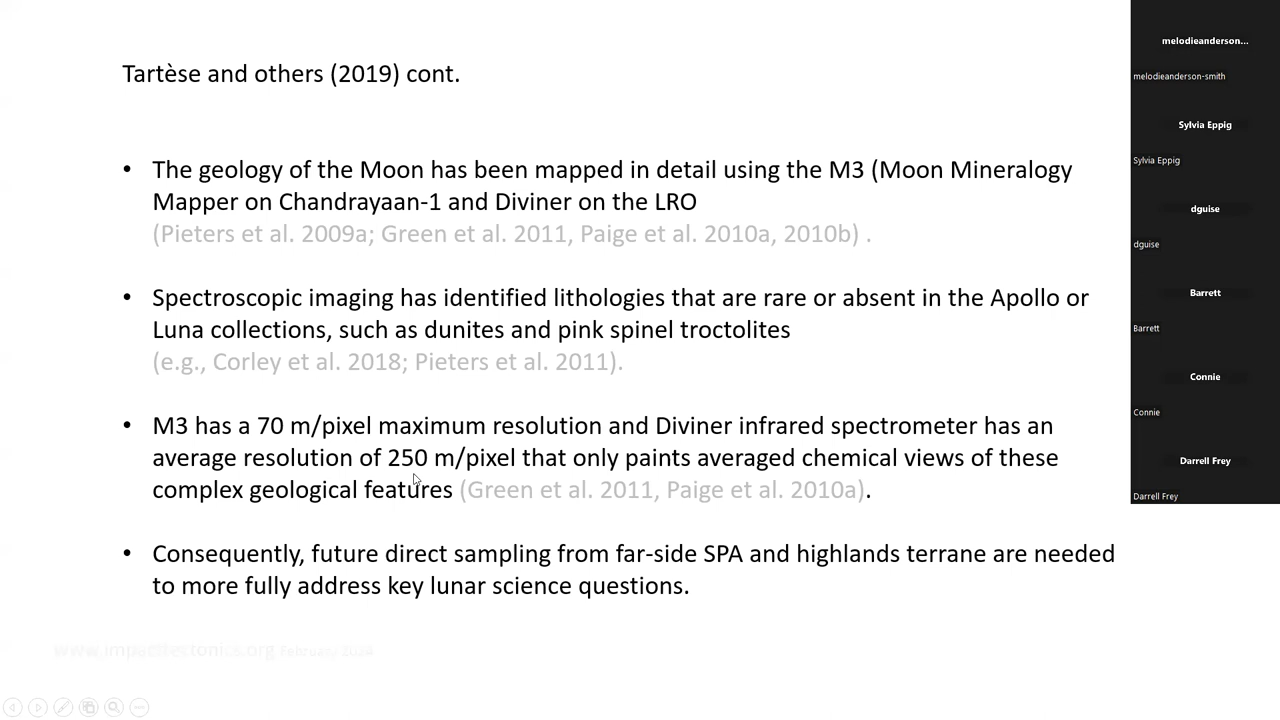 Tartèse and others (2019) cont.
• The geology of the Moon has been mapped in detail using the M3 (Moon Mineralogy
Mapper on Chandrayaan-1 and Diviner on the LRO
(Pieters et al. 2009a; Green et al. 2011, Paige et al. 2010a, 2010b) .
• Spectroscopic imaging has identified lithologies that are rare or absent in the Apollo or
Luna collections, such as dunites and pink spinel troctolites
(e.g., Corley et al. 2018; Pieters et al. 2011).
• M3 has a 70 m/pixel maximum resolution and Diviner infrared spectrometer has an
average resolution of 250 m/pixel that only paints averaged chemical views of these
complex geological features (Green et al. 2011, Paige et al. 2010a).
• Consequently, future direct sampling from far-side SPA and highlands terrane are needed
to more fully address key lunar science questions.
February 2024
melodieanderson...
melodieanderson-smith
Sylvia Eppig
Sylvia Eppig
dguise
dguise
Barrett
Barrett
Connie
Connie
Darrell Frey
Darrell Frey